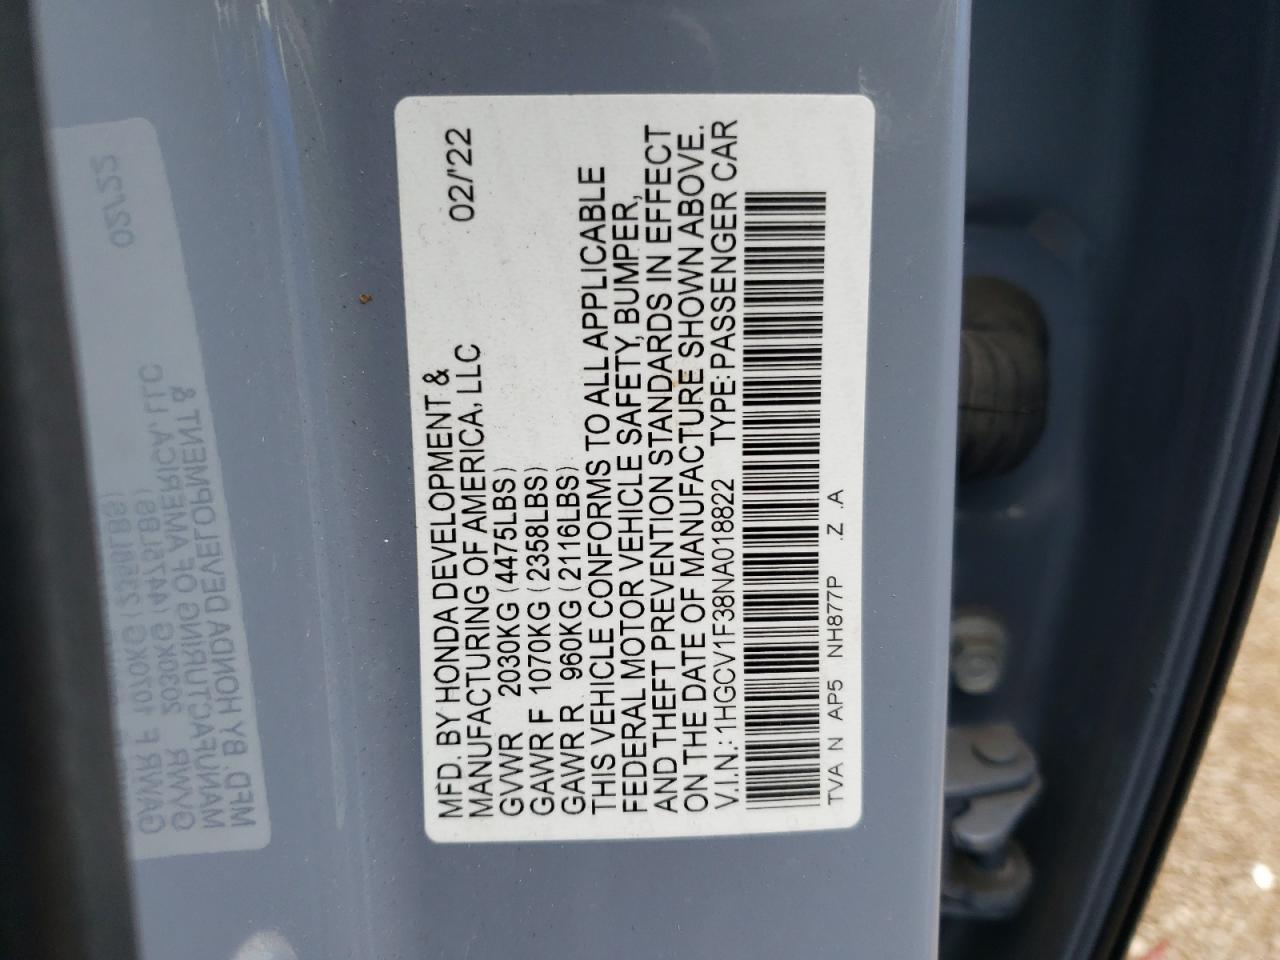 MFD. BY HONDA DEVELOPMENT & 02/'22
MANUFACTURING OF AMERICA, LLC
GVWR 2030KG (4475LBS)
GAWR F 1070KG (2358LBS)
GAWR R 960KG (2116LBS)
THIS VEHICLE CONFORMS TO ALL APPLICABLE
FEDERAL MOTOR VEHICLE SAFETY, BUMPER,
AND THEFT PREVENTION STANDARDS IN EFFECT
ON THE DATE OF MANUFACTURE SHOWN ABOVE.
V.I.N.: 1HGCV1F38NA018822 TYPE: PASSENGER CAR
TVA N AP5 NH877P .Z .A